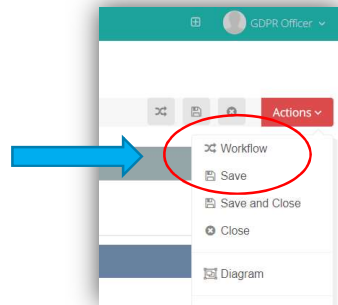 GDPR Officer
Actions
Workflow
Save
Save and Close
Close
Diagram